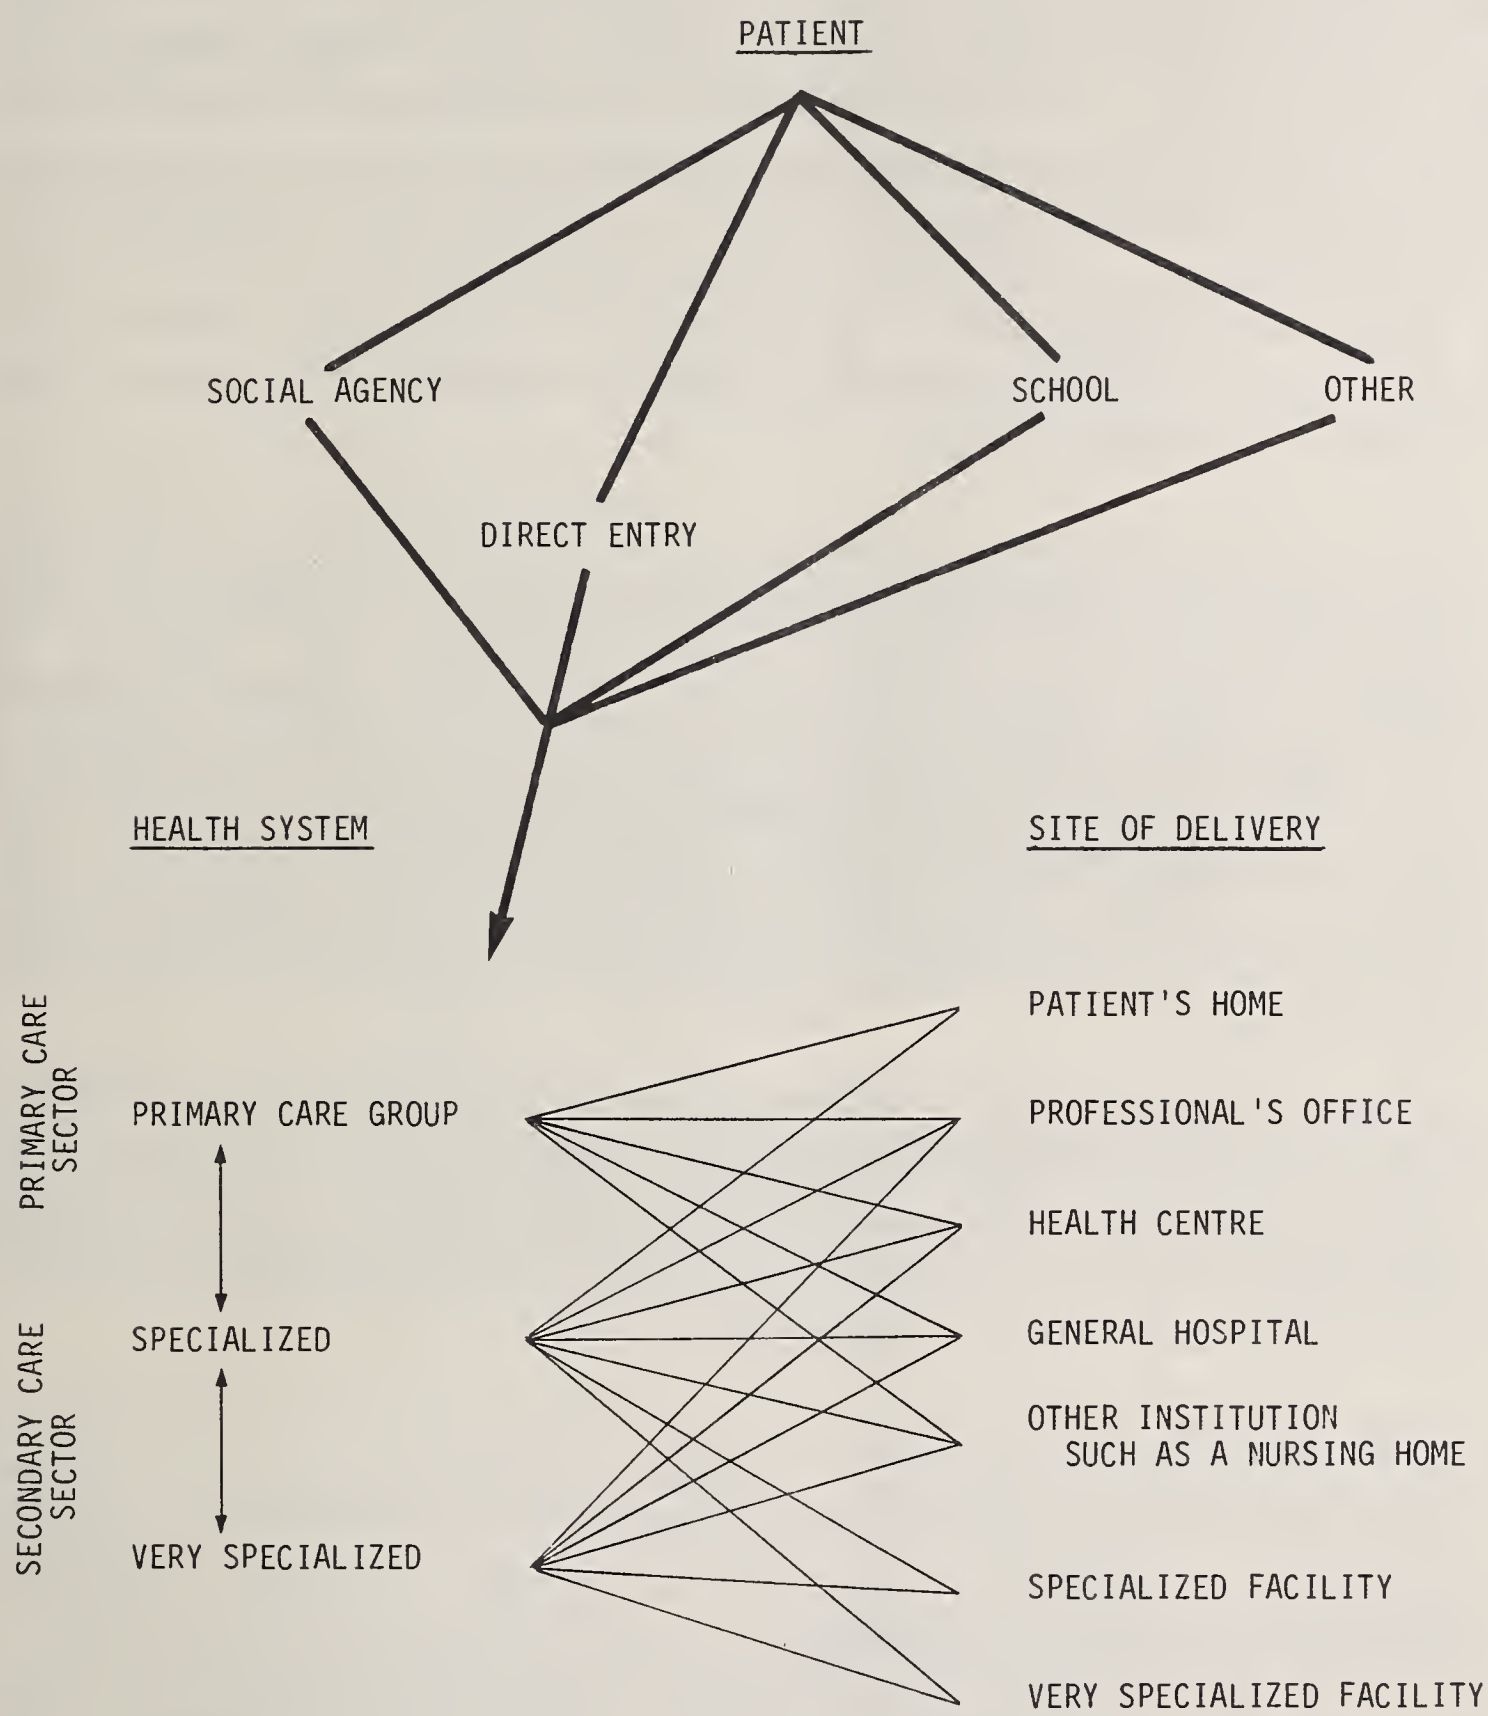 PATIENT
SOCIAL AGENCY
SCHOOL
OTHER
DIRECT ENTRY
HEALTH SYSTEM
SITE OF DELIVERY
PRIMARY CARE
SECTOR
PATIENT'S HOME
PRIMARY CARE GROUP
PROFESSIONAL'S OFFICE
HEALTH CENTRE
SECONDARY CARE
SECTOR
SPECIALIZED
GENERAL HOSPITAL
OTHER INSTITUTION
SUCH AS A NURSING HOME
VERY SPECIALIZED
SPECIALIZED FACILITY
VERY SPECIALIZED FACILITY